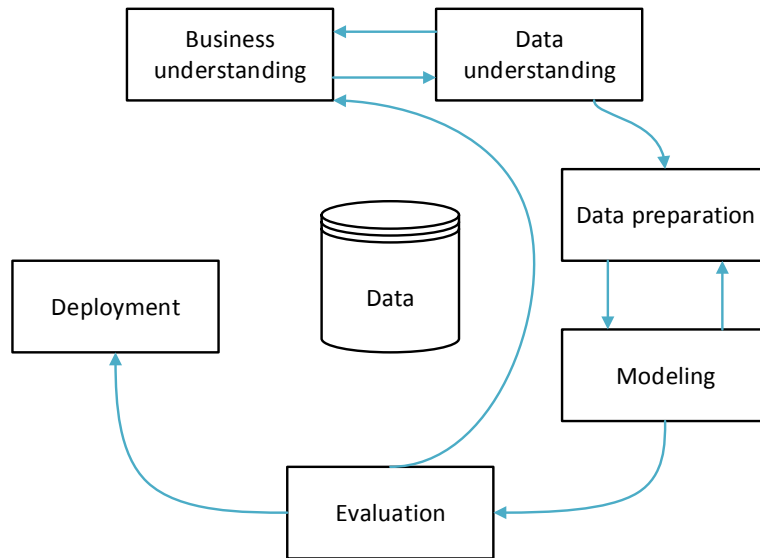 Business
understanding
Data
understanding
Data preparation
Data
Deployment
Modeling
Evaluation